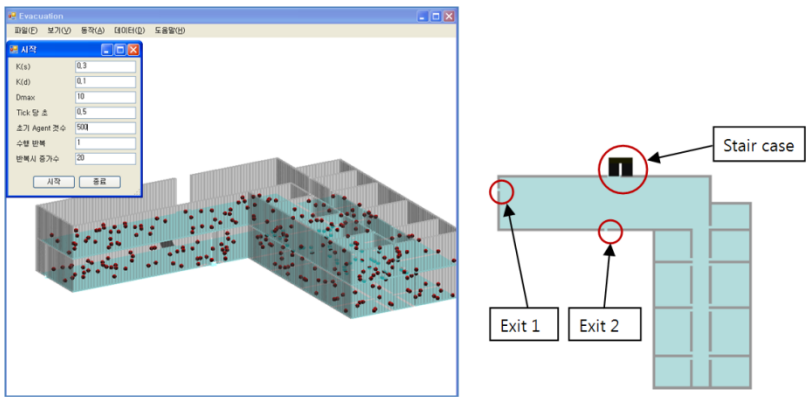 Evacuation
파일(F) 보기(V) 동작(A) 데이터(D) 도움말(H)
시작
K(s) 0,3
K(d) 0,1
Dmax 10
Tick 당 초 0,5
초기 Agent 갯수 500
수행 반복 1
반복시 증가수 20
시작 종료
Stair case
Exit 1
Exit 2